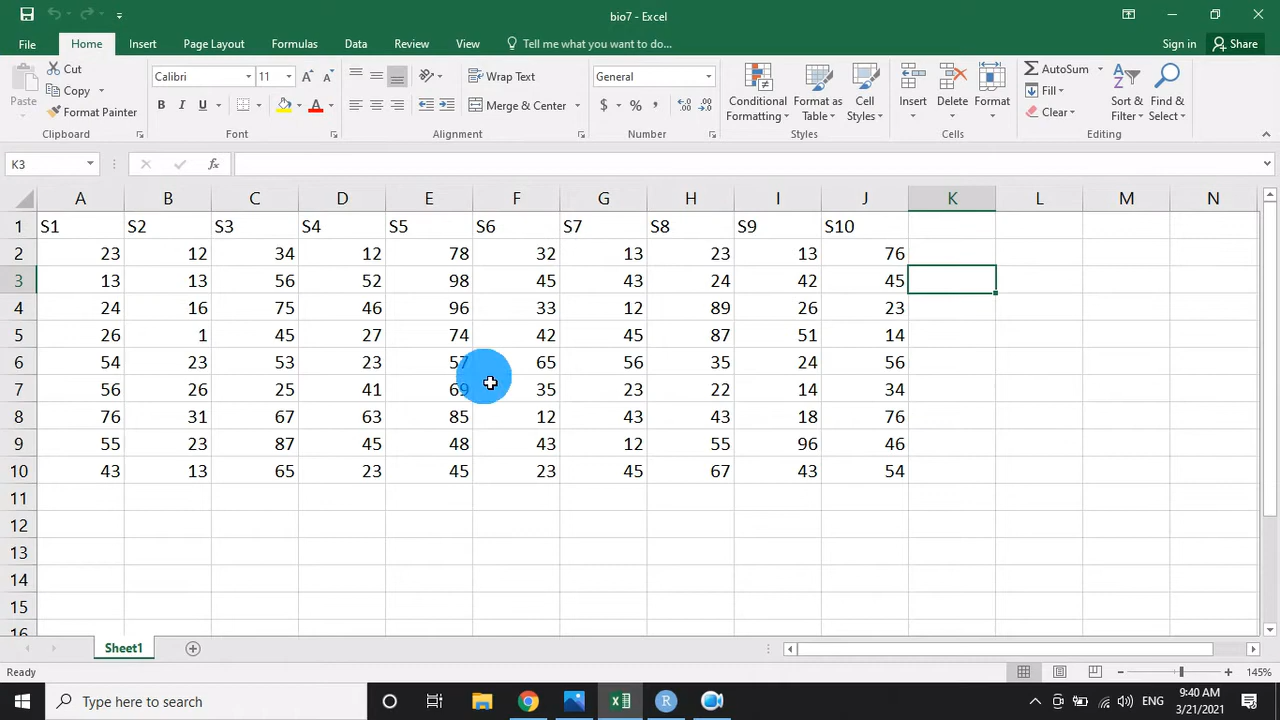 bio7 - Excel
File Home Insert Page Layout Formulas Data Review View Tell me what you want to do... Sign in Share
Paste Cut Copy Format Painter Clipboard
Calibri 11 A A B I U A Font
Wrap Text Merge & Center Alignment
General $ % , Number
Conditional Formatting Format as Table Cell Styles Styles
Insert Delete Format Cells
AutoSum Fill Clear Sort & Filter Find & Select Editing
K3 fx
A B C D E F G H I J K L M N
1 S1 S2 S3 S4 S5 S6 S7 S8 S9 S10
2 23 12 34 12 78 32 13 23 13 76
3 13 13 56 52 98 45 43 24 42 45
4 24 16 75 46 96 33 12 89 26 23
5 26 1 45 27 74 42 45 87 51 14
6 54 23 53 23 57 65 56 35 24 56
7 56 26 25 41 69 35 23 22 14 34
8 76 31 67 63 85 12 43 43 18 76
9 55 23 87 45 48 43 12 55 96 46
10 43 13 65 23 45 23 45 67 43 54
11
12
13
14
15
16
Sheet1
Ready 145%
Type here to search ENG 9:40 AM
3/21/2021